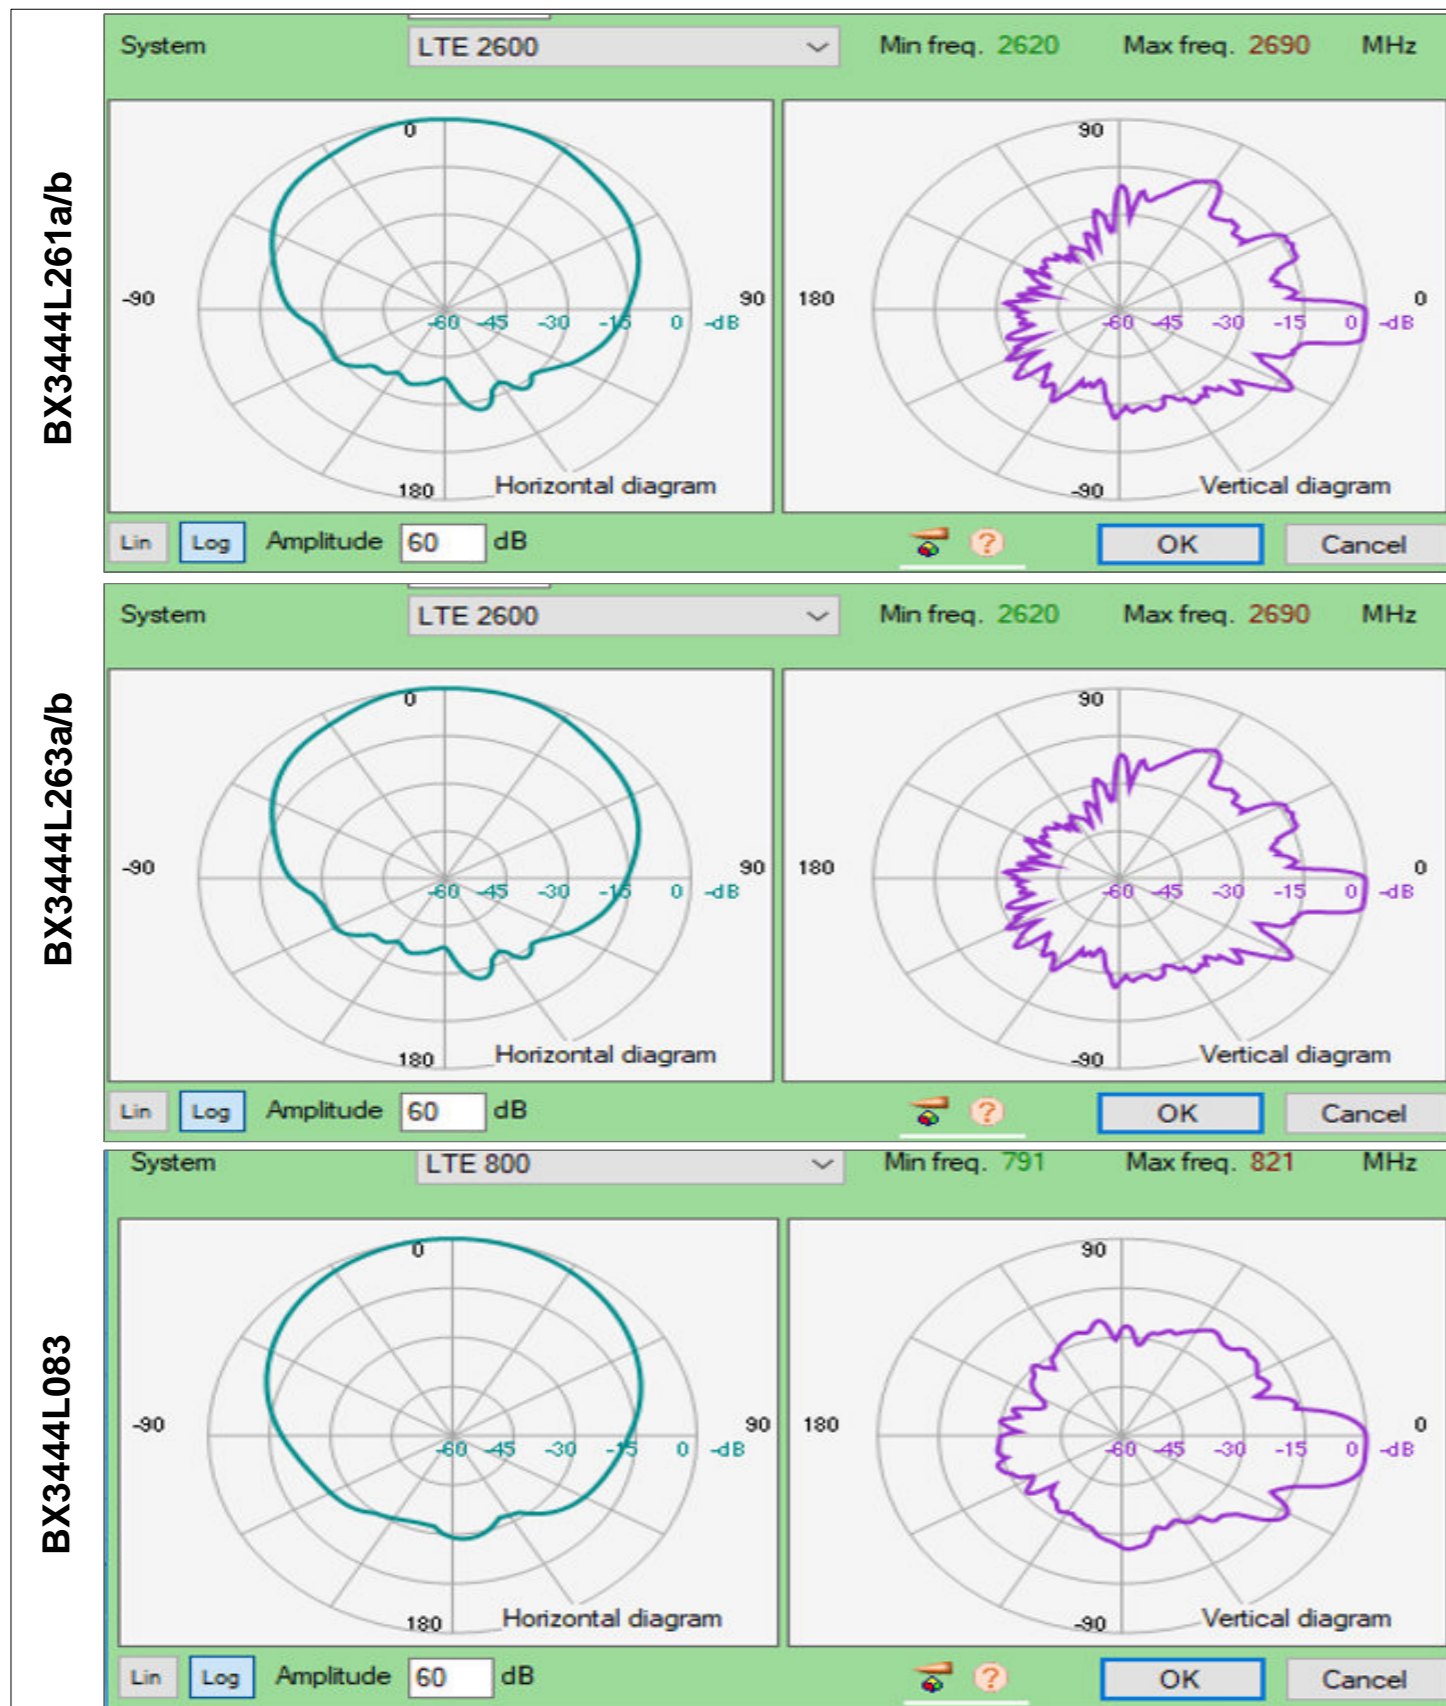 BX3444L261a/b
System LTE 2600 Min freq. 2620 Max freq. 2690 MHz
0
-90 90
-60 -45 -30 -15 0 -dB
180 Horizontal diagram
90
180 0
-60 -45 -30 -15 0 -dB
-90 Vertical diagram
Lin Log Amplitude 60 dB ? OK Cancel
BX3444L263a/b
System LTE 2600 Min freq. 2620 Max freq. 2690 MHz
0
-90 90
-60 -45 -30 -15 0 -dB
180 Horizontal diagram
90
180 0
-60 -45 -30 -15 0 -dB
-90 Vertical diagram
Lin Log Amplitude 60 dB ? OK Cancel
BX3444L083
System LTE 800 Min freq. 791 Max freq. 821 MHz
0
-90 90
-60 -45 -30 -15 0 -dB
180 Horizontal diagram
90
180 0
-60 -45 -30 -15 0 -dB
-90 Vertical diagram
Lin Log Amplitude 60 dB ? OK Cancel